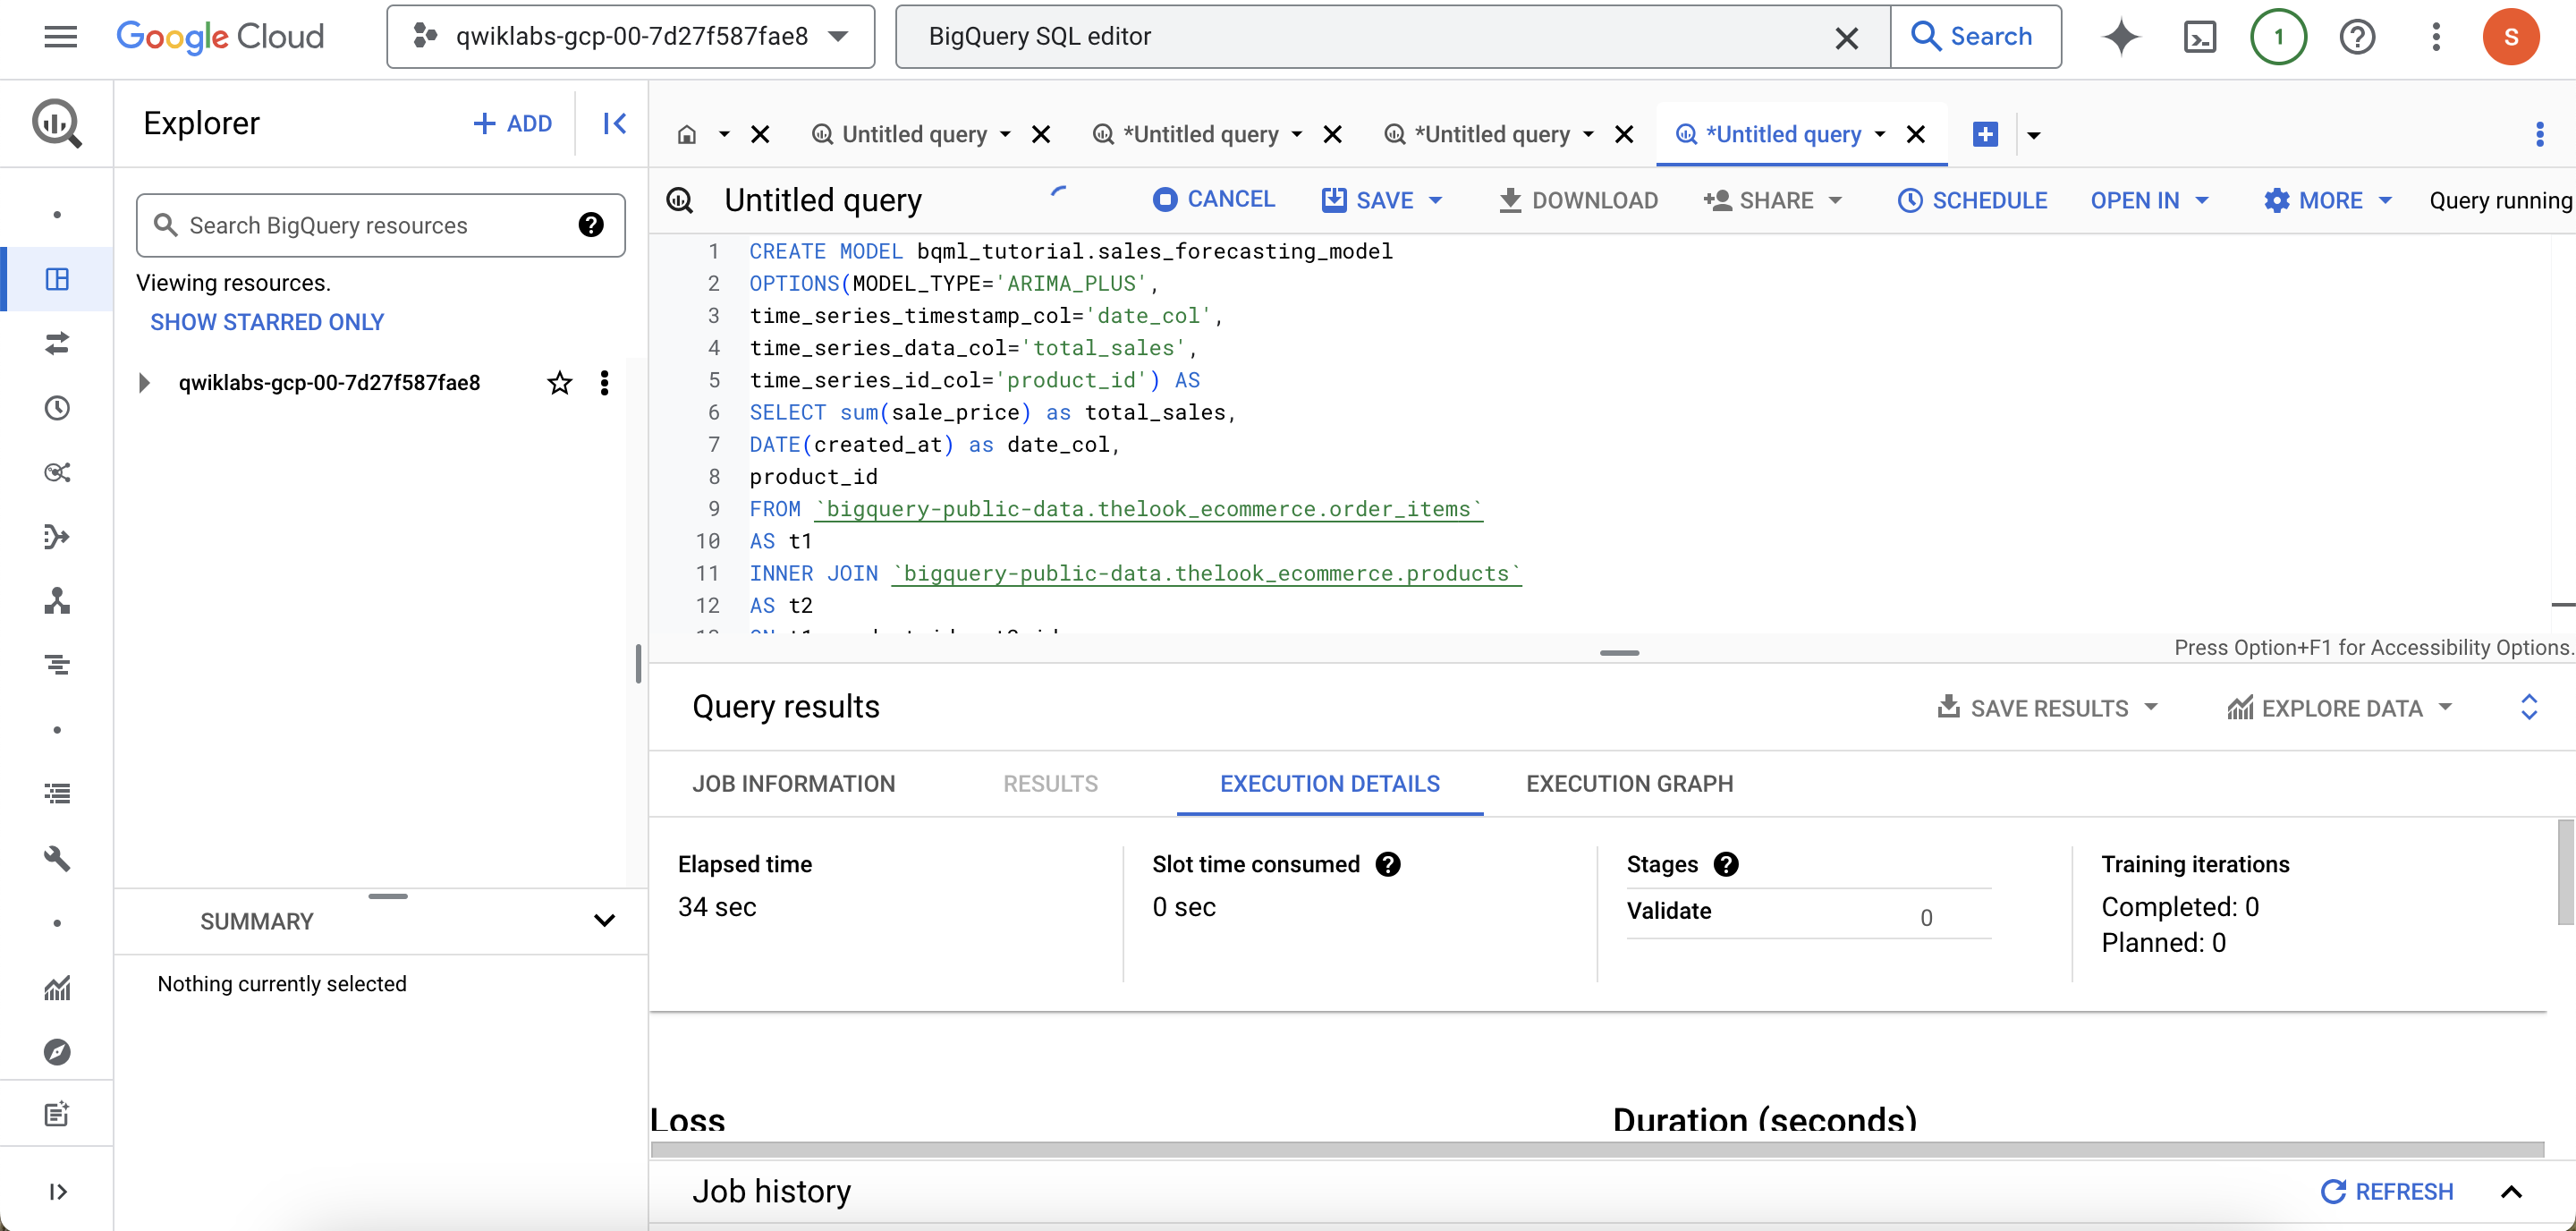 Google Cloud
qwiklabs-gcp-00-7d27f587fae8
BigQuery SQL editor
Search
1
S
Explorer
+ ADD
Untitled query
*Untitled query
*Untitled query
*Untitled query
Search BigQuery resources
Viewing resources.
SHOW STARRED ONLY
qwiklabs-gcp-00-7d27f587fae8
SUMMARY
Nothing currently selected
Untitled query
CANCEL
SAVE
DOWNLOAD
SHARE
SCHEDULE
OPEN IN
MORE
Query running
1 CREATE MODEL bqml_tutorial.sales_forecasting_model
2 OPTIONS(MODEL_TYPE='ARIMA_PLUS',
3 time_series_timestamp_col='date_col',
4 time_series_data_col='total_sales',
5 time_series_id_col='product_id') AS
6 SELECT sum(sale_price) as total_sales,
7 DATE(created_at) as date_col,
8 product_id
9 FROM `bigquery-public-data.thelook_ecommerce.order_items`
10 AS t1
11 INNER JOIN `bigquery-public-data.thelook_ecommerce.products`
12 AS t2
Press Option+F1 for Accessibility Options.
Query results
SAVE RESULTS
EXPLORE DATA
JOB INFORMATION
RESULTS
EXECUTION DETAILS
EXECUTION GRAPH
Elapsed time
34 sec
Slot time consumed
0 sec
Stages
Validate 0
Training iterations
Completed: 0
Planned: 0
Loss
Duration (seconds)
Job history
REFRESH